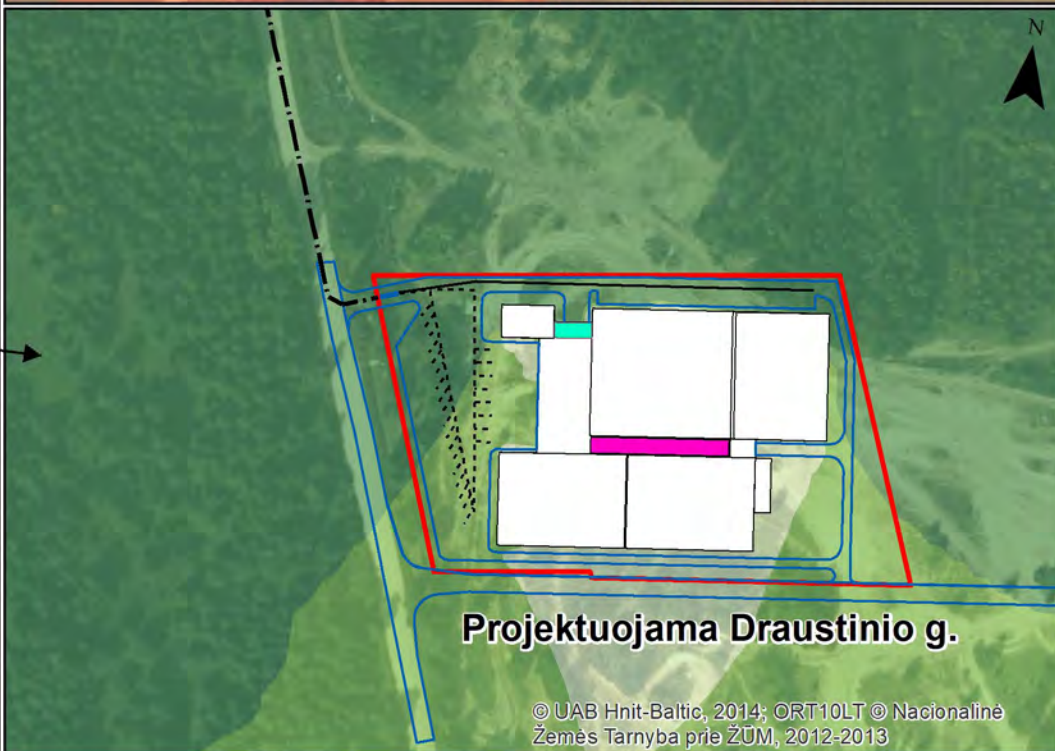 N
Projektuojama Draustinio g.
© UAB Hnit-Baltic, 2014; ORT10LT © Nacionalinė
Žemės Tarnyba prie ŽŪM, 2012-2013